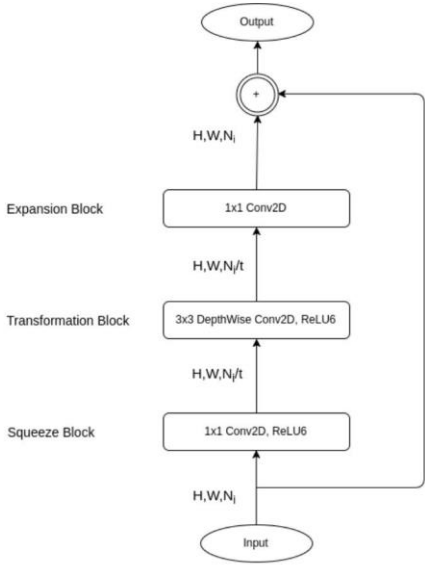 Output
+
H,W,Ni
Expansion Block
1x1 Conv2D
H,W,Ni/t
Transformation Block
3x3 DepthWise Conv2D, ReLU6
H,W,Ni/t
Squeeze Block
1x1 Conv2D, ReLU6
H,W,Ni
Input